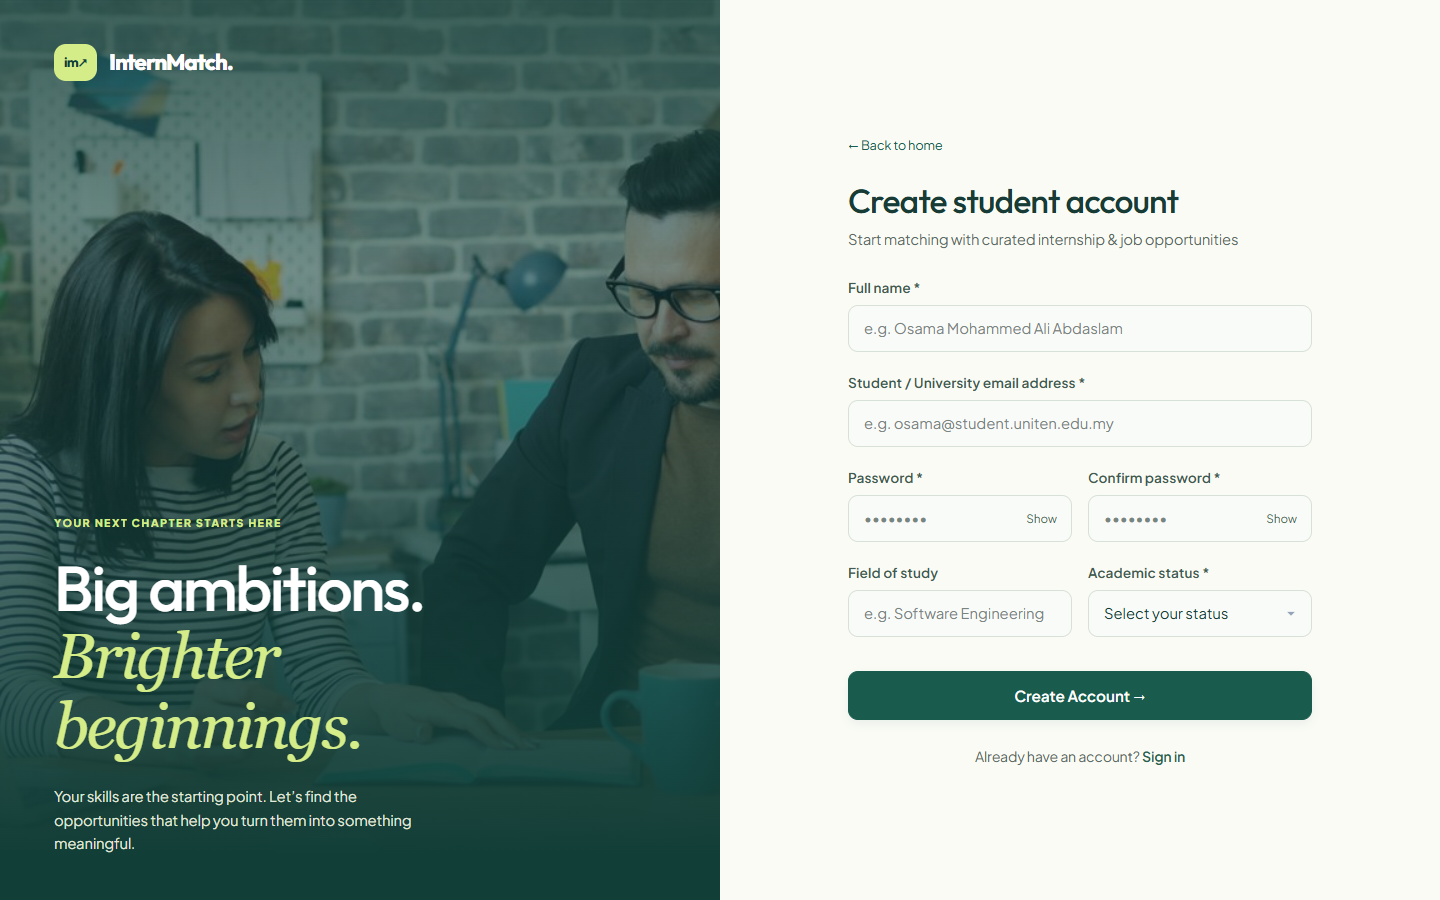 im↗ InternMatch.
YOUR NEXT CHAPTER STARTS HERE
Big ambitions.
Brighter
beginnings.
Your skills are the starting point. Let's find the
opportunities that help you turn them into something
meaningful.
← Back to home
Create student account
Start matching with curated internship & job opportunities
Full name *
e.g. Osama Mohammed Ali Abdaslam
Student / University email address *
e.g. osama@student.uniten.edu.my
Password * Confirm password *
•••••••• Show •••••••• Show
Field of study Academic status *
e.g. Software Engineering Select your status
Create Account →
Already have an account? Sign in